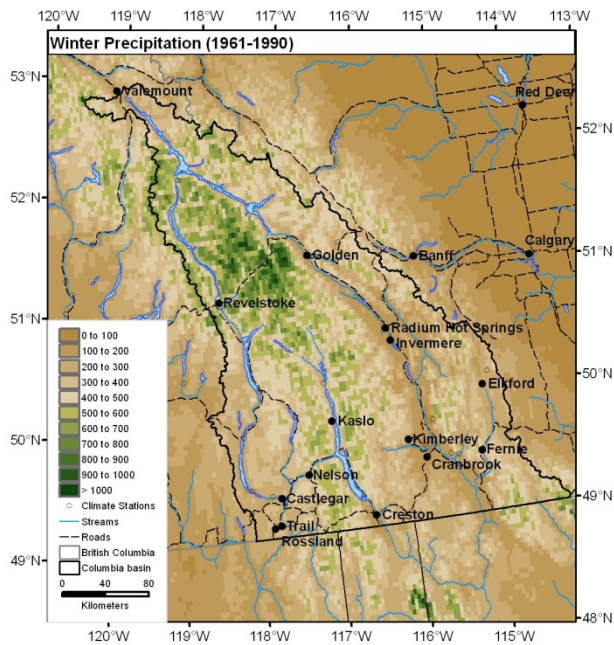 120°W 119°W 118°W 117°W 116°W 115°W 114°W 113°W
Winter Precipitation (1961-1990)
53°N
Valemount
Red Deer
52°N
52°N
51°N
Calgary
Golden
Banff
Revelstoke
51°N
Radium Hot Springs
Invermere
50°N
0 to 100
100 to 200
200 to 300
300 to 400
400 to 500
500 to 600
600 to 700
700 to 800
800 to 900
900 to 1000
> 1000
Climate Stations
Streams
Roads
British Columbia
Columbia basin
0 40 80
Kilometers
Elkford
Kaslo
50°N
Kimberley
Fernie
Cranbrook
Nelson
Castlegar
49°N
Creston
Trail
Rossland
49°N
48°N
120°W 119°W 118°W 117°W 116°W 115°W